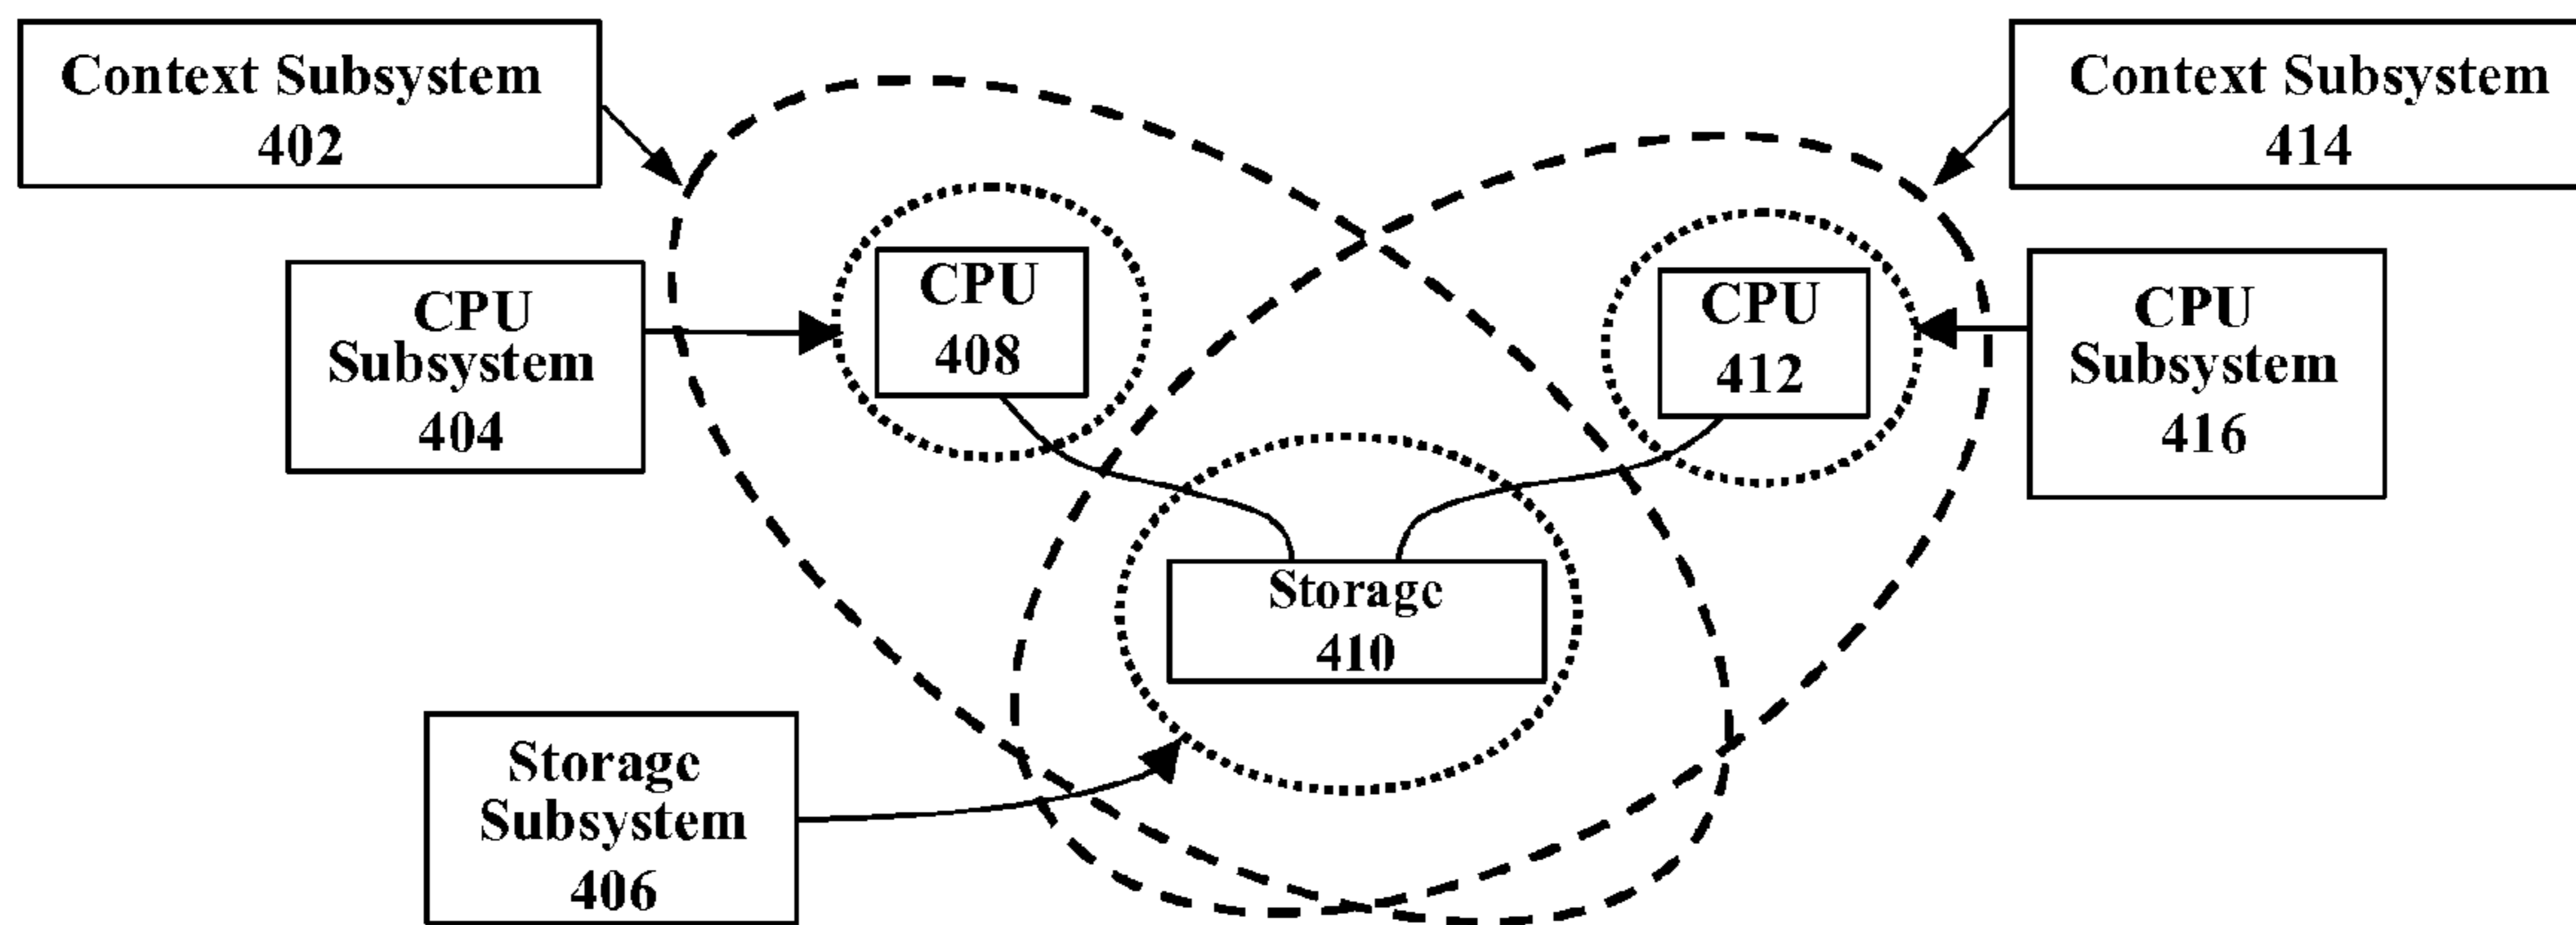 Context Subsystem
402
Context Subsystem
414
CPU
Subsystem
404
CPU
408
CPU
412
CPU
Subsystem
416
Storage
410
Storage
Subsystem
406